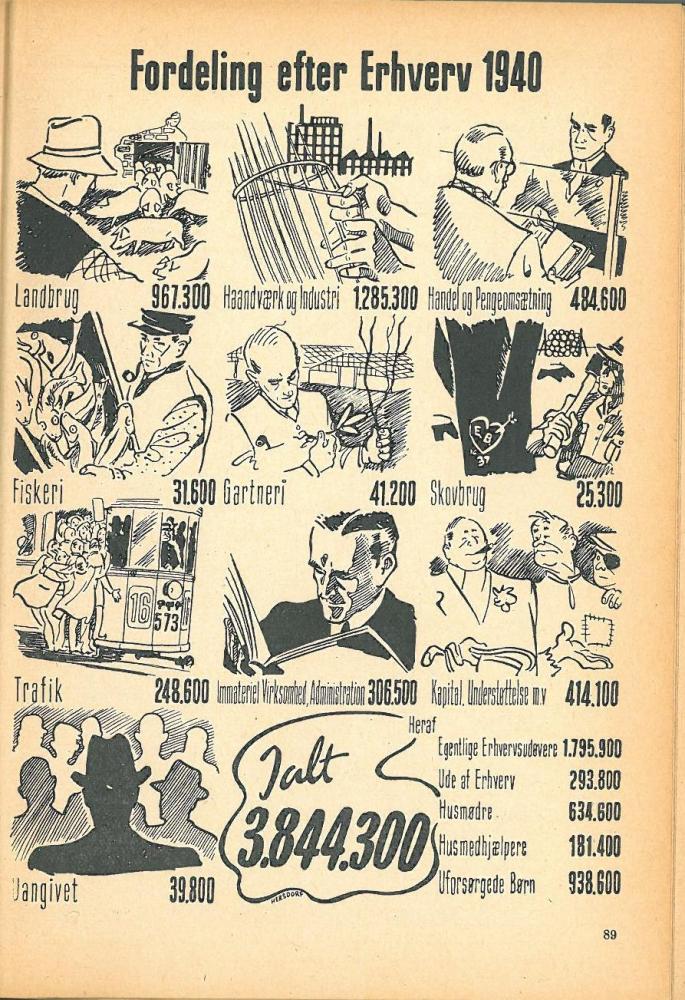 Fordeling efter Erhverv 1940
Landbrug 967.300
Haandværk og Industri 1.285.300
Handel og Pengeomsætning 484.600
E B
37
Fiskeri 31.600
Gartneri 41.200
Skovbrug 25.300
16
573
Trafik 248.600
Immateriel Virksomhed, Administration 306.500
Kapital, Understøttelse m.v 414.100
Uangivet 39.800
Ialt
3.844.300
HERSDORF
Heraf
Egentlige Erhvervsudøvere 1.795.900
Ude af Erhverv 293.800
Husmødre 634.600
Husmedhjælpere 181.400
Uforsørgede Børn 938.600
89